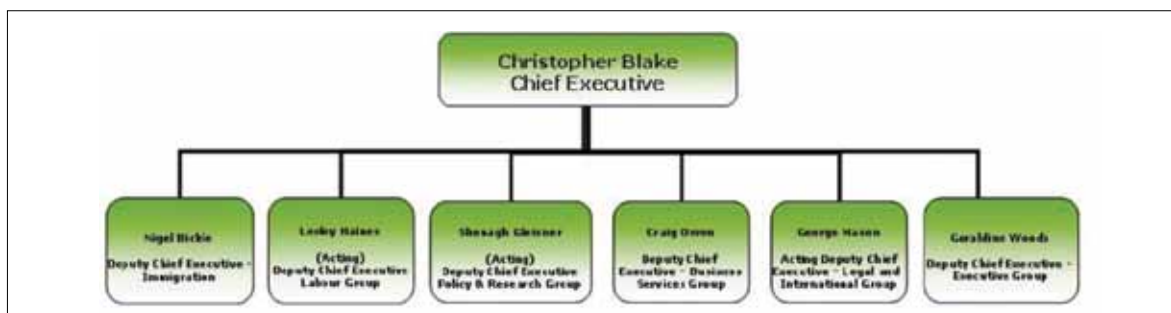 Christopher Blake
Chief Executive
Nigel Bickle
Deputy Chief Executive -
Immigration
Lesley Haines
(Acting)
Deputy Chief Executive
Labour Group
Shenagh Gleisner
(Acting)
Deputy Chief Executive
Policy & Research Group
Craig Owen
Deputy Chief
Executive - Business
Services Group
George Mason
Acting Deputy Chief
Executive - Legal and
International Group
Geraldine Woods
Deputy Chief Executive -
Executive Group